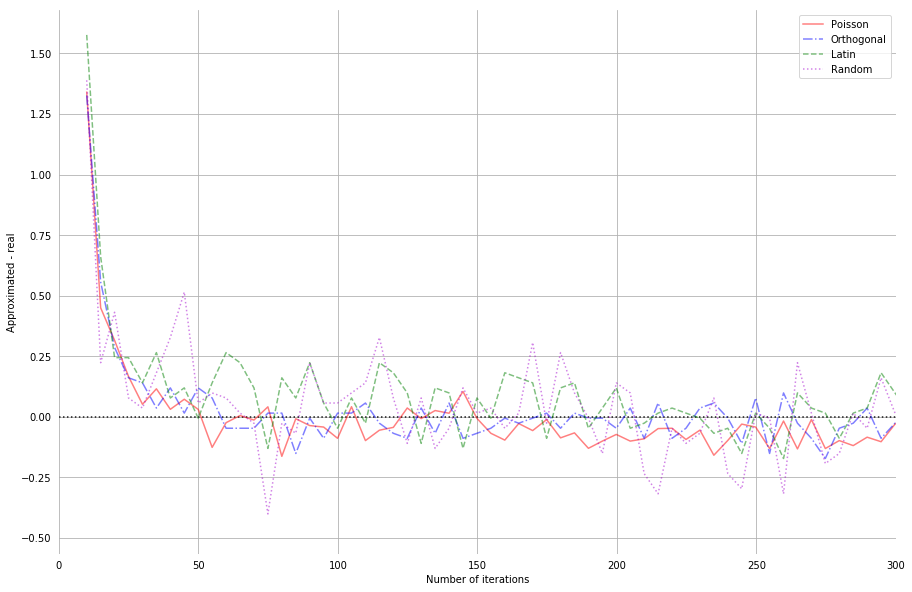 Poisson
Orthogonal
Latin
Random
1.50
1.25
1.00
0.75
0.50
0.25
0.00
−0.25
−0.50
Approximated - real
0 50 100 150 200 250 300
Number of iterations